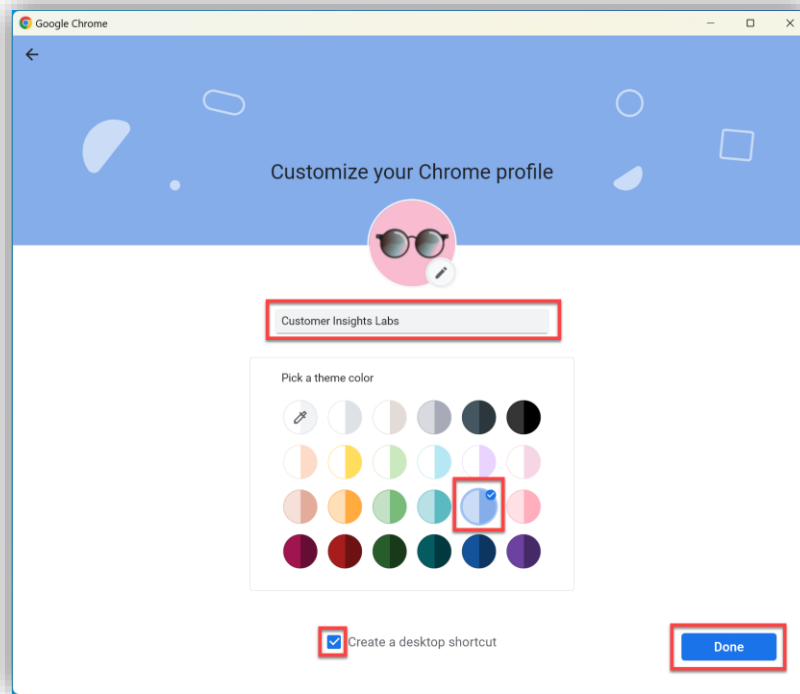 Google Chrome
Customize your Chrome profile
Customer Insights Labs
Pick a theme color
Create a desktop shortcut
Done